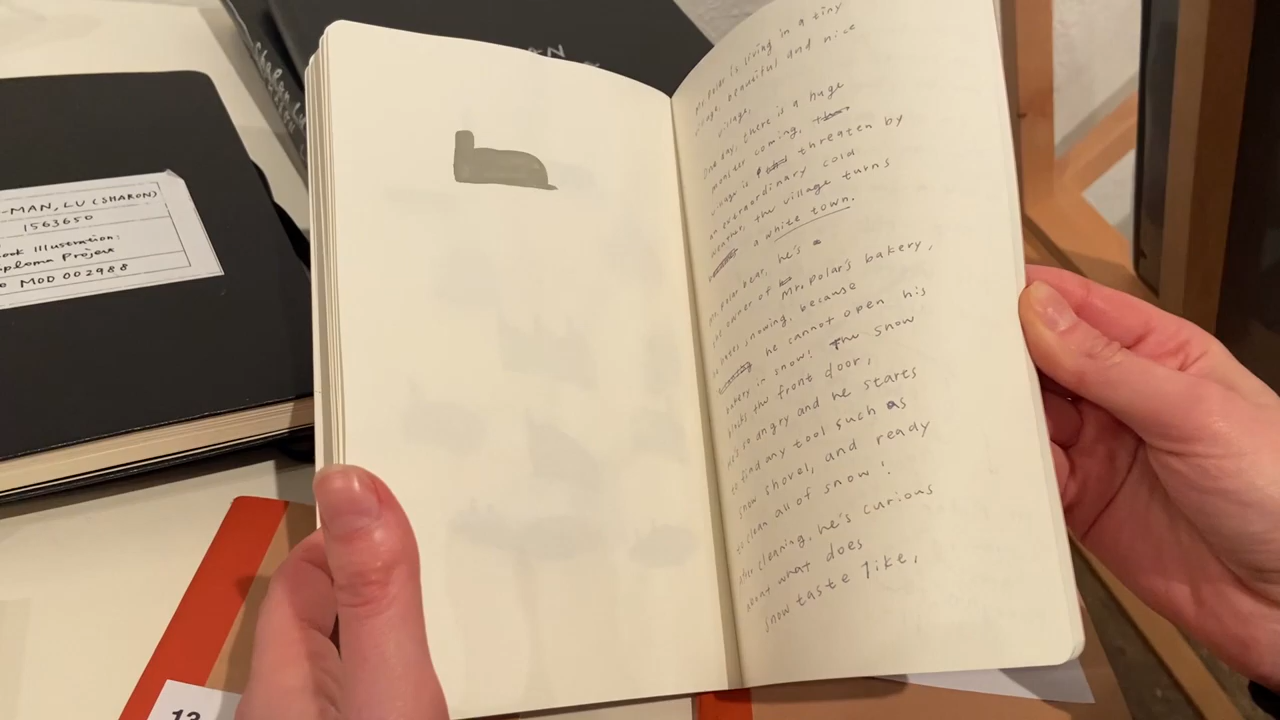 -MAN, LU (SHARON)
1563650
ook Illustration:
iploma Project
MOD 002988
Mr. Polar is living in a tiny
village, beautiful and nice
village.
One day, there is a huge
monster coming, the
village is threaten by
an extraordinary cold
weather, the village turns
a white town.
Mr. Polar bear, he's a
the owner of Mr. Polar's bakery,
hates snowing, because
he cannot open his
bakery in snow! The snow
blocks the front door,
He's so angry and he starts
to find any tool such as
snow shovel, and ready
to clean all of snow!
After cleaning, he's curious
about what does
snow taste like,
13